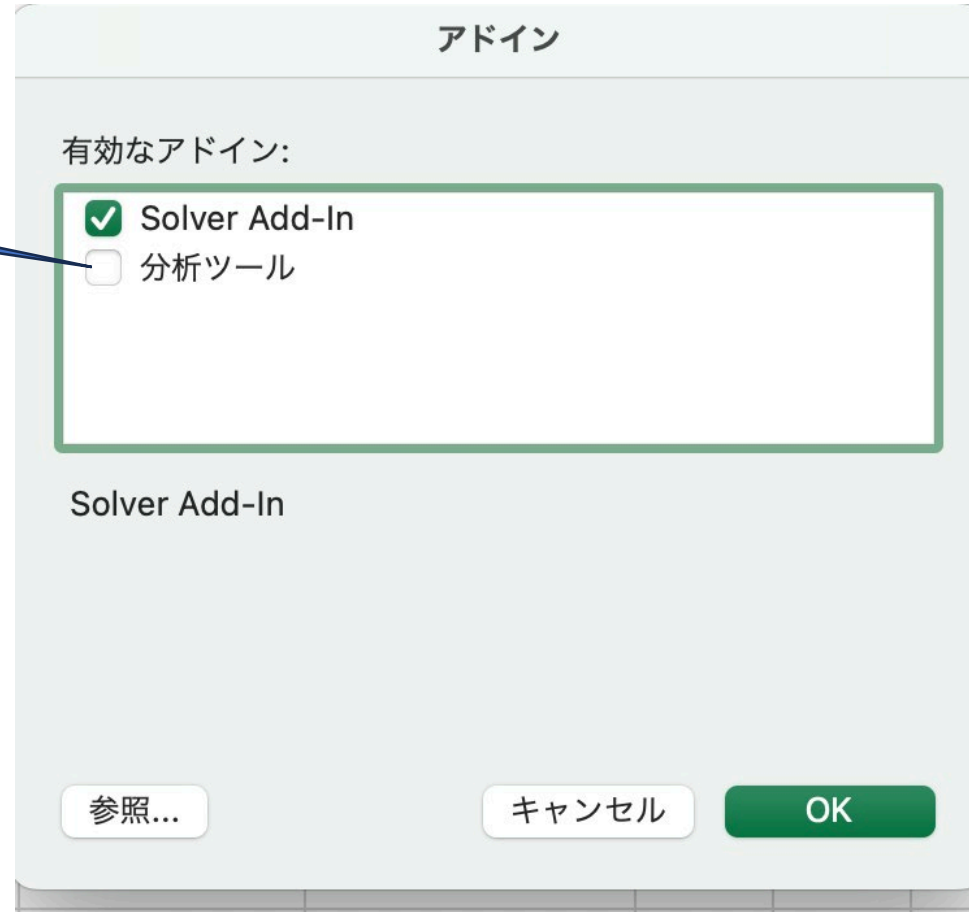 アドイン
有効なアドイン:
Solver Add-In
分析ツール
Solver Add-In
参照... キャンセル OK